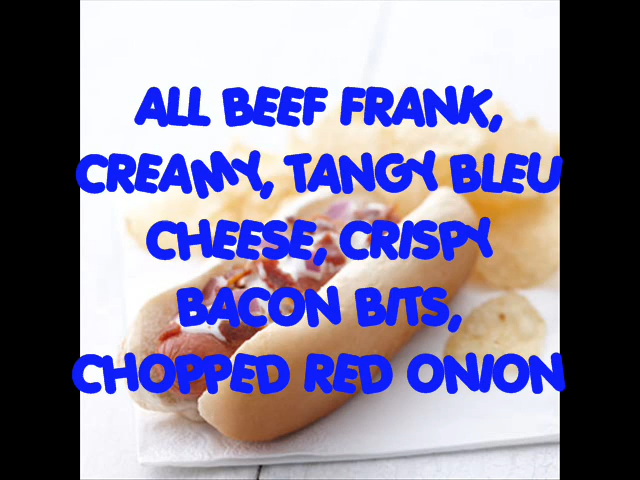 ALL BEEF FRANK,
CREAMY, TANGY BLEU
CHEESE, CRISPY
BACON BITS,
CHOPPED RED ONION